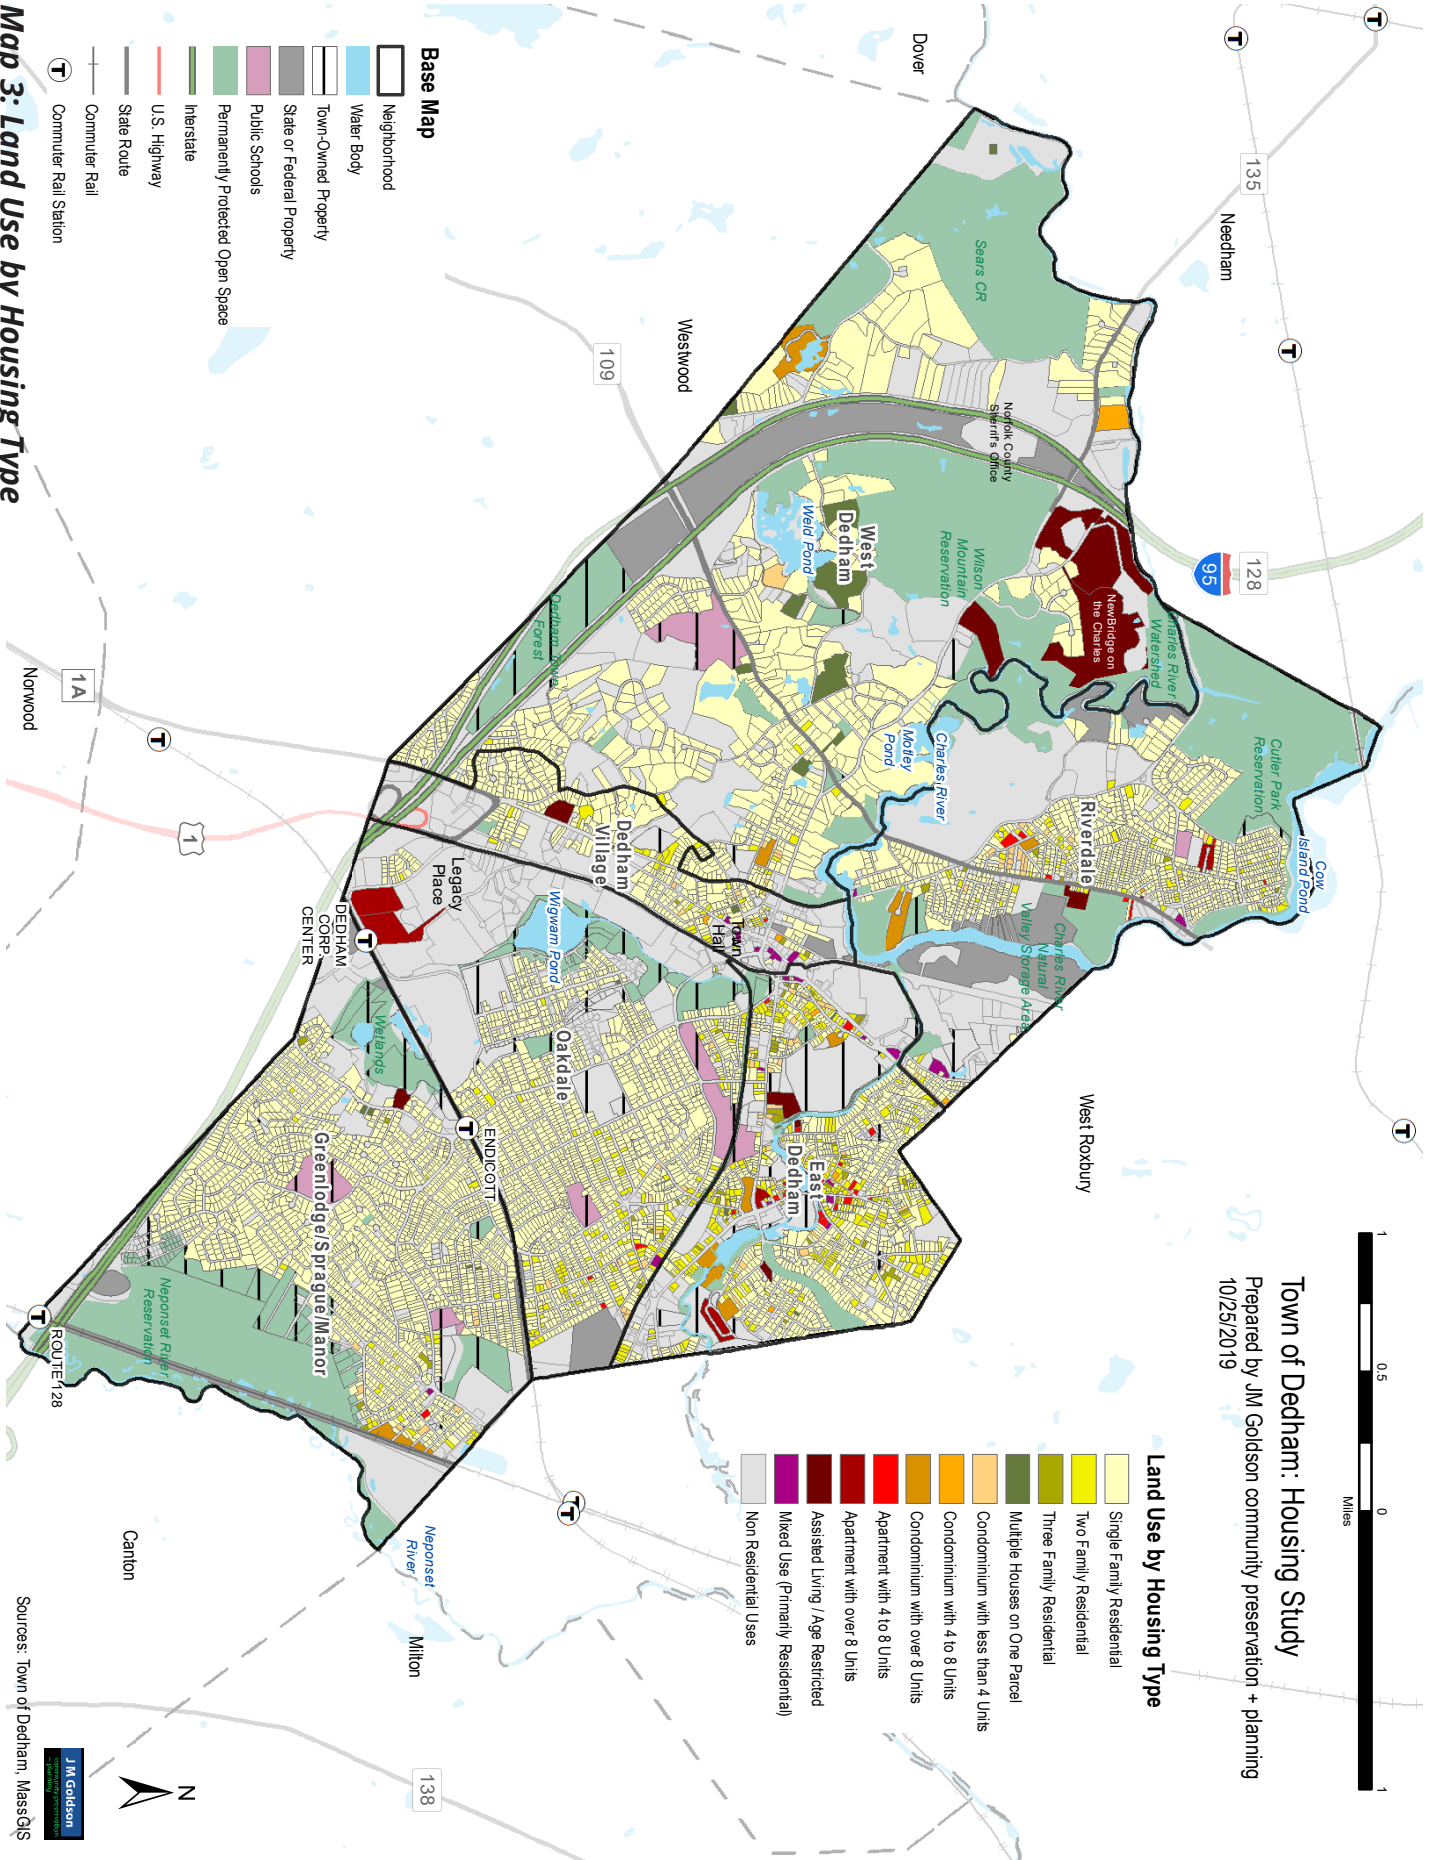 Map 3: Land Use by Housing Type
Town of Dedham: Housing Study
Prepared by JM Goldson community preservation + planning
10/25/2019
1
0.5
0
1
Miles
Base Map
Neighborhood
Water Body
Town-Owned Property
State or Federal Property
Public Schools
Permanently Protected Open Space
Interstate
U.S. Highway
State Route
Commuter Rail
T
Commuter Rail Station
Land Use by Housing Type
Single Family Residential
Two Family Residential
Three Family Residential
Multiple Houses on One Parcel
Condominium with less than 4 Units
Condominium with 4 to 8 Units
Condominium with over 8 Units
Apartment with 4 to 8 Units
Apartment with over 8 Units
Assisted Living / Age Restricted
Mixed Use (Primarily Residential)
Non Residential Uses
Dover
Needham
Westwood
Norwood
West Roxbury
Canton
Milton
135
109
128
95
1A
1
138
T
T
T
T
T
T
T
T
T
T
T
Sears CR
Norfolk County
Sherrif's Office
NewBridge on
the Charles
Charles River
Watershed
Cutler Park
Reservation
Cow
Island Pond
Riverdale
Wilson
Mountain
Reservation
West
Dedham
Weld Pond
Motley
Pond
Charles River
Charles River
Natural
Valley Storage Area
Dedham Town
Forest
Dedham
Village
Town
Hall
Legacy
Place
DEDHAM
CORP.
CENTER
Wigwam Pond
Oakdale
East
Dedham
Wetlands
ENDICOTT
Greenlodge/Sprague/Manor
Neponset River
Reservation
ROUTE 128
Neponset
River
N
J M Goldson
community preservation
+ planning
Sources: Town of Dedham, MassGIS